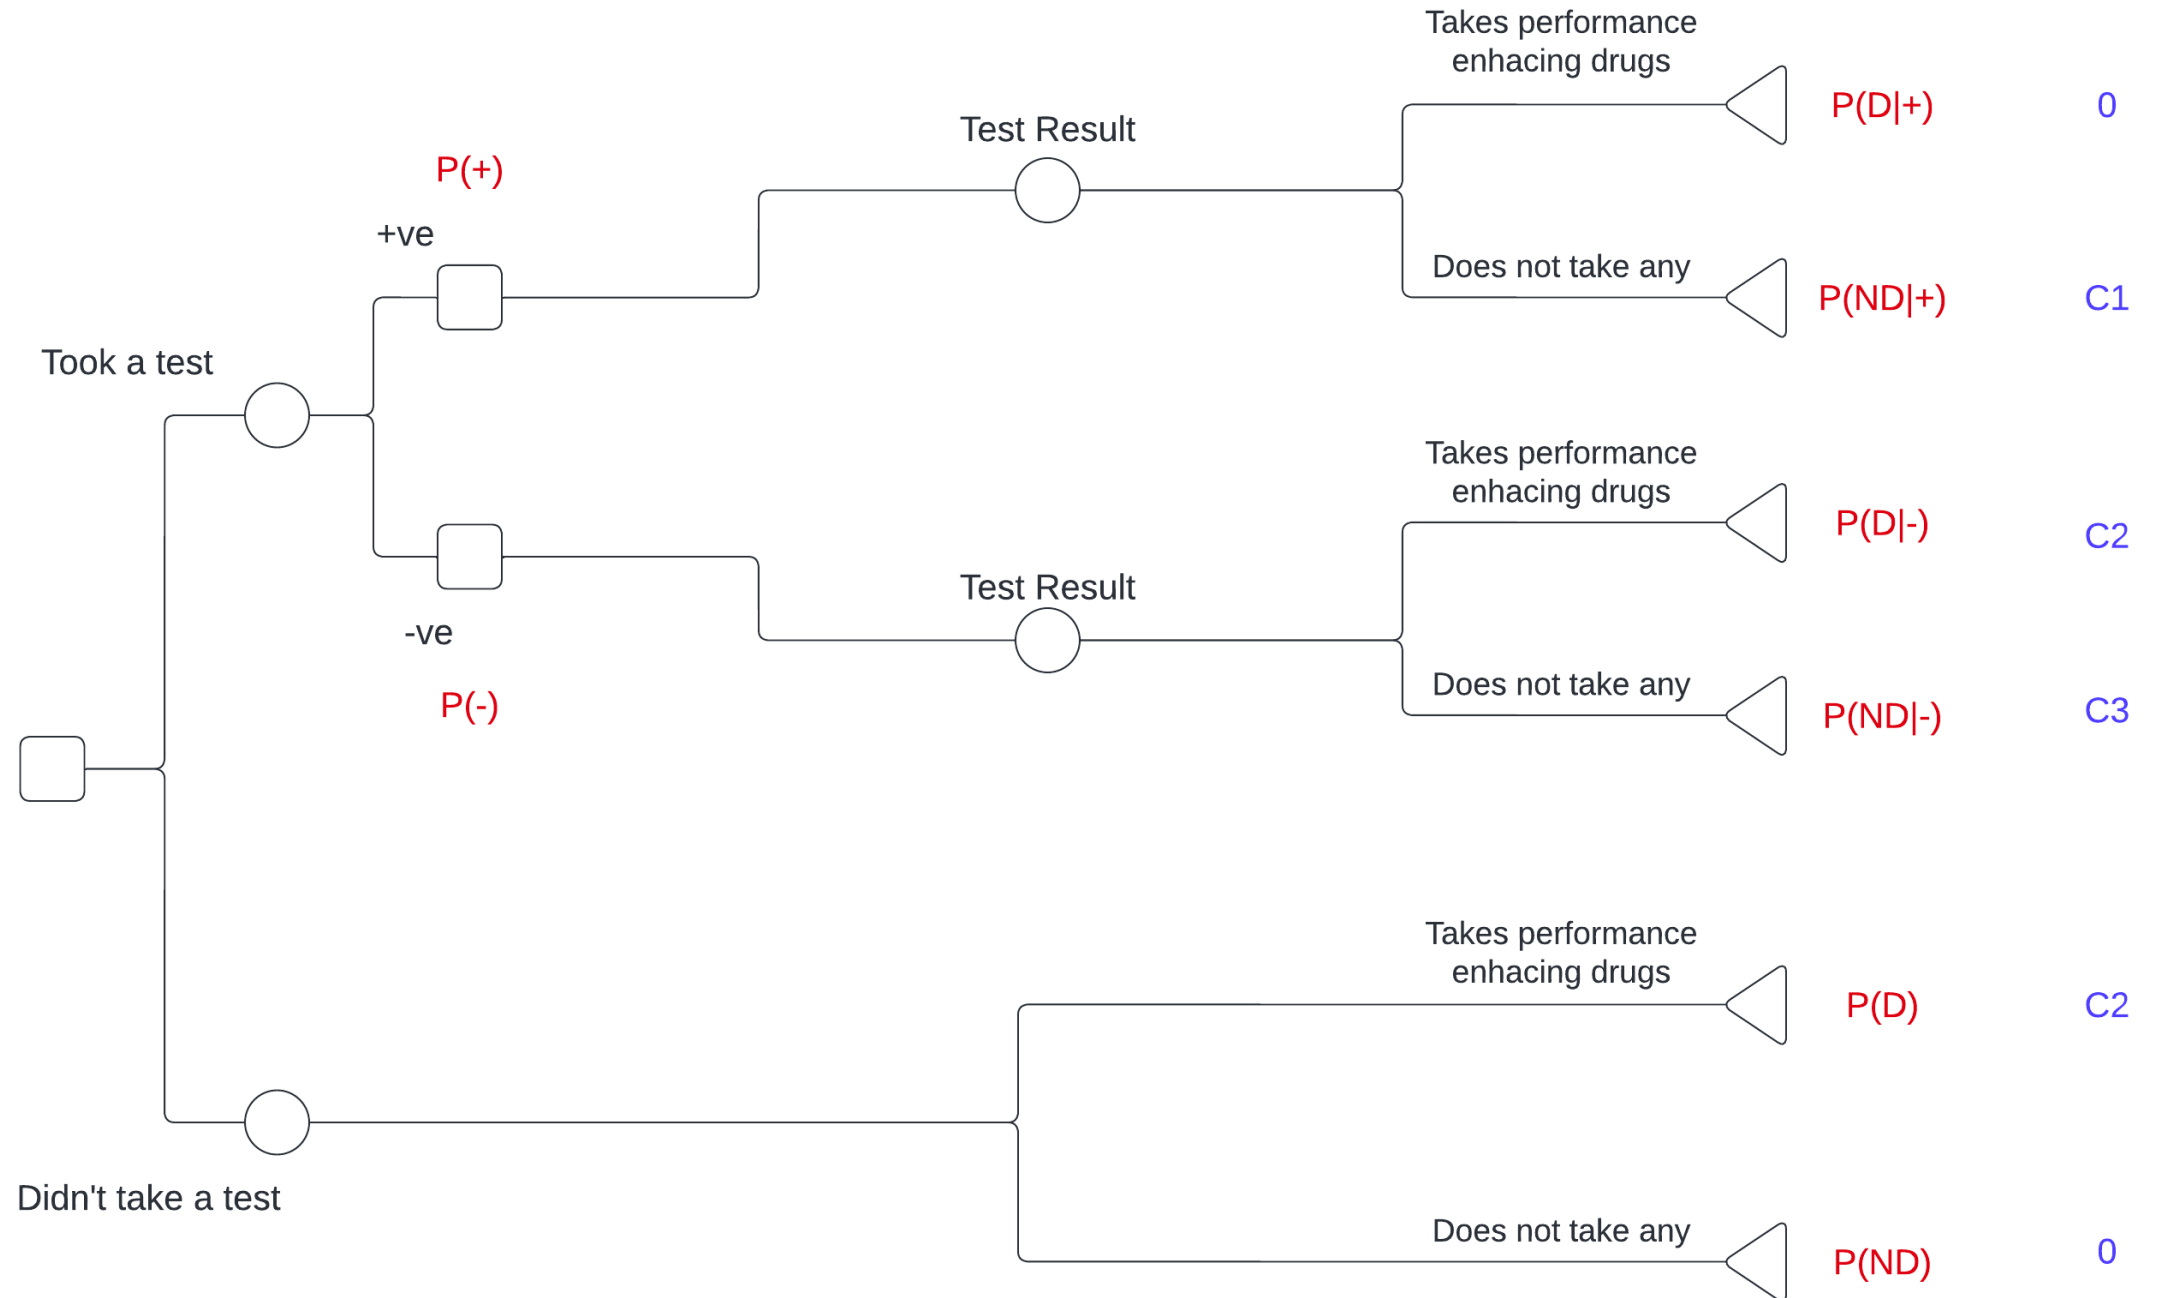 Takes performance
enhacing drugs
P(D|+)
0
Test Result
P(+)
+ve
Does not take any
P(ND|+)
C1
Took a test
Takes performance
enhacing drugs
P(D|-)
C2
Test Result
-ve
Does not take any
P(ND|-)
C3
P(-)
Takes performance
enhacing drugs
P(D)
C2
Didn't take a test
Does not take any
P(ND)
0